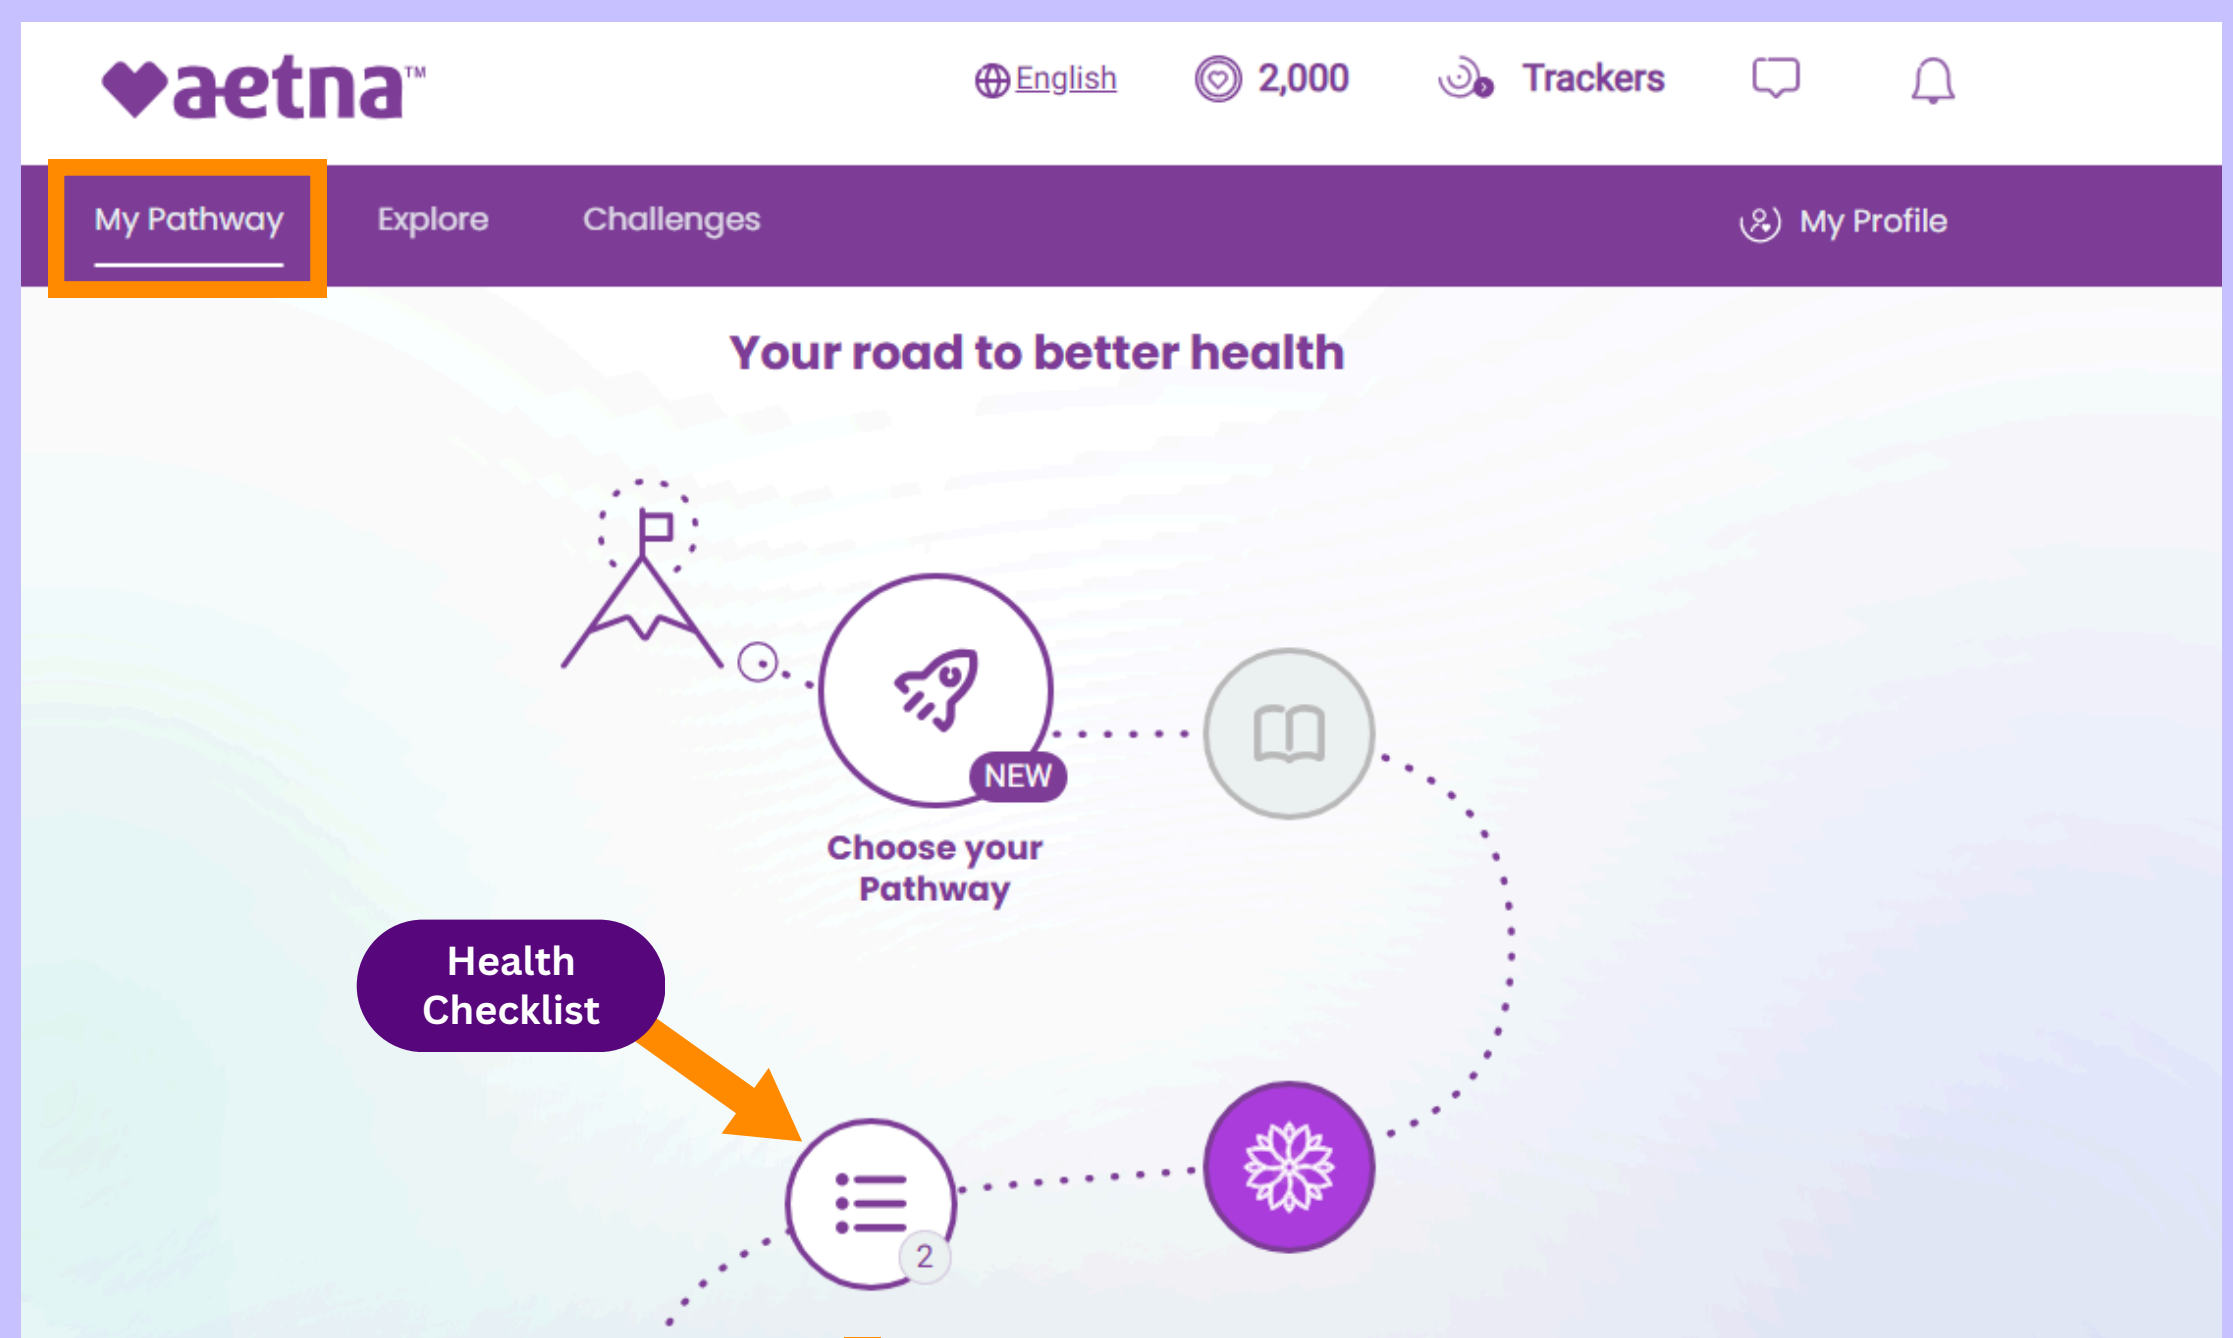 aetna™
English
2,000
Trackers
My Pathway
Explore
Challenges
My Profile
Your road to better health
NEW
Choose your
Pathway
Health
Checklist
2